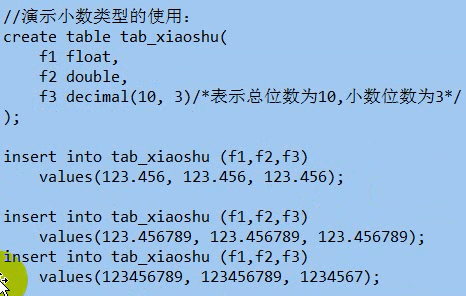 //演示小数类型的使用：
create table tab_xiaoshu(
f1 float,
f2 double,
f3 decimal(10, 3)/*表示总位数为10,小数位数为3*/
);
insert into tab_xiaoshu (f1,f2,f3)
values(123.456, 123.456, 123.456);
insert into tab_xiaoshu (f1,f2,f3)
values(123.456789, 123.456789, 123.456789);
insert into tab_xiaoshu (f1,f2,f3)
values(123456789, 123456789, 1234567);